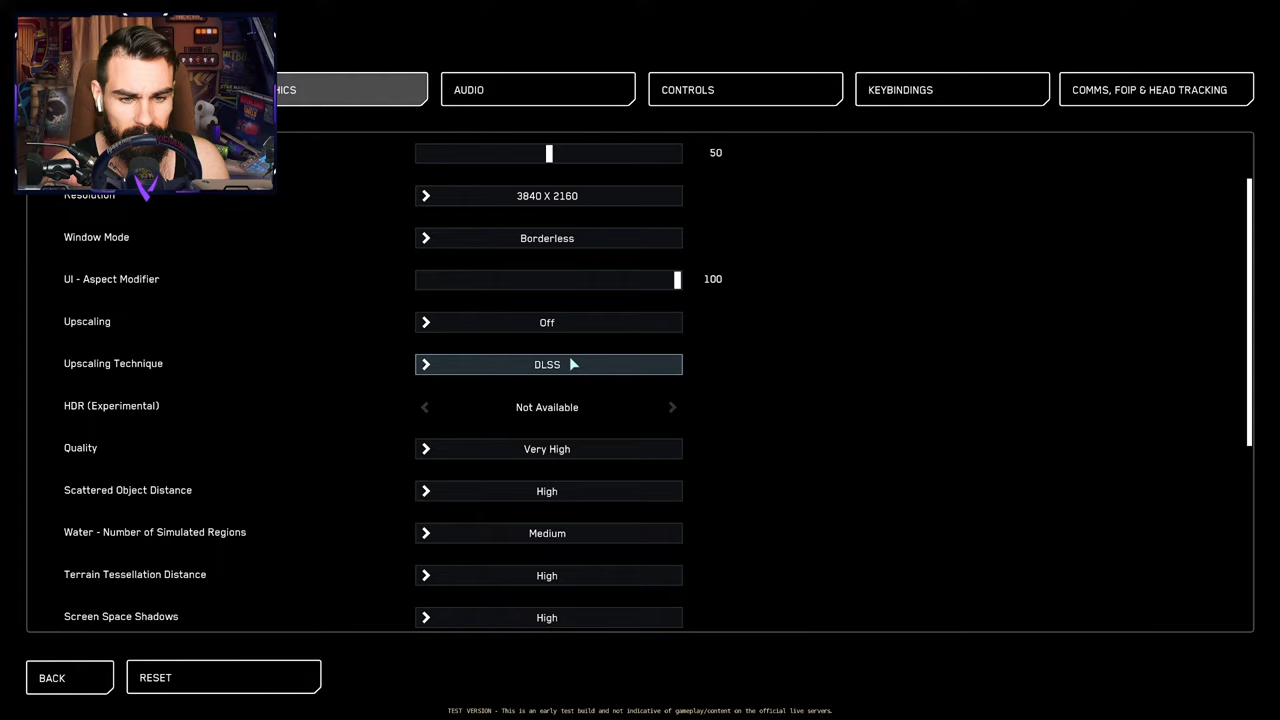 HICS
AUDIO
CONTROLS
KEYBINDINGS
COMMS, FOIP & HEAD TRACKING
50
Resolution
3840 X 2160
Window Mode
Borderless
UI - Aspect Modifier
100
Upscaling
Off
Upscaling Technique
DLSS
HDR (Experimental)
Not Available
Quality
Very High
Scattered Object Distance
High
Water - Number of Simulated Regions
Medium
Terrain Tessellation Distance
High
Screen Space Shadows
High
BACK
RESET
TEST VERSION - This is an early test build and not indicative of gameplay/content on the official live servers.